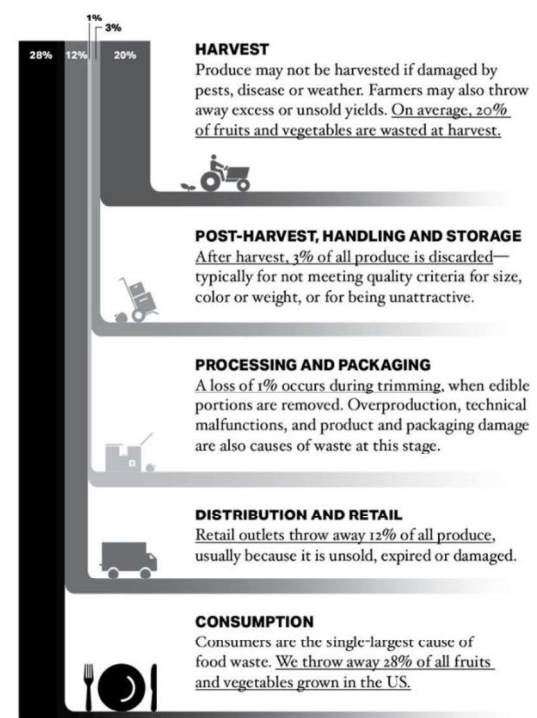 1%
3%
28% 12% 20%
HARVEST
Produce may not be harvested if damaged by
pests, disease or weather. Farmers may also throw
away excess or unsold yields. On average, 20%
of fruits and vegetables are wasted at harvest.
POST-HARVEST, HANDLING AND STORAGE
After harvest, 3% of all produce is discarded—
typically for not meeting quality criteria for size,
color or weight, or for being unattractive.
PROCESSING AND PACKAGING
A loss of 1% occurs during trimming, when edible
portions are removed. Overproduction, technical
malfunctions, and product and packaging damage
are also causes of waste at this stage.
DISTRIBUTION AND RETAIL
Retail outlets throw away 12% of all produce,
usually because it is unsold, expired or damaged.
CONSUMPTION
Consumers are the single-largest cause of
food waste. We throw away 28% of all fruits
and vegetables grown in the US.